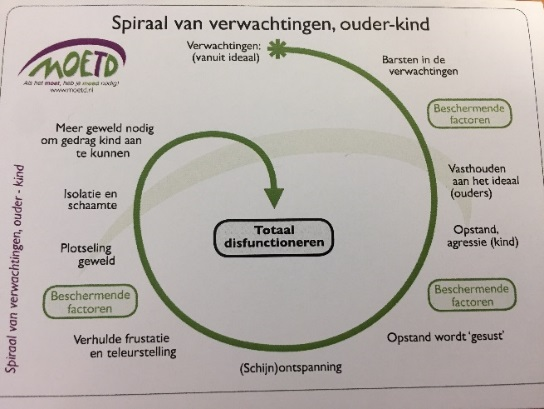 Spiraal van verwachtingen, ouder-kind
MOETD
Als het moet, heb je moed nodig!
www.moetd.nl
Verwachtingen:
(vanuit ideaal)
Barsten in de
verwachtingen
Beschermende
factoren
Vasthouden
aan het ideaal
(ouders)
Opstand,
agressie (kind)
Beschermende
factoren
Opstand wordt 'gesust'
(Schijn)ontspanning
Verhulde frustatie
en teleurstelling
Beschermende
factoren
Plotseling
geweld
Isolatie en
schaamte
Meer geweld nodig
om gedrag kind aan
te kunnen
Totaal
disfunctioneren
Spiraal van verwachtingen, ouder - kind